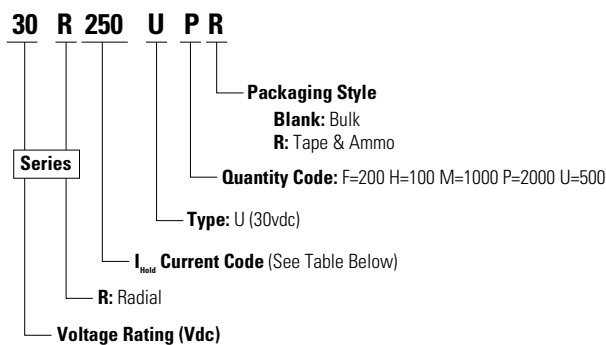 30 R 250 U P R
Packaging Style
Blank: Bulk
R: Tape & Ammo
Series
Quantity Code: F=200 H=100 M=1000 P=2000 U=500
Type: U (30vdc)
IHold Current Code (See Table Below)
R: Radial
Voltage Rating (Vdc)